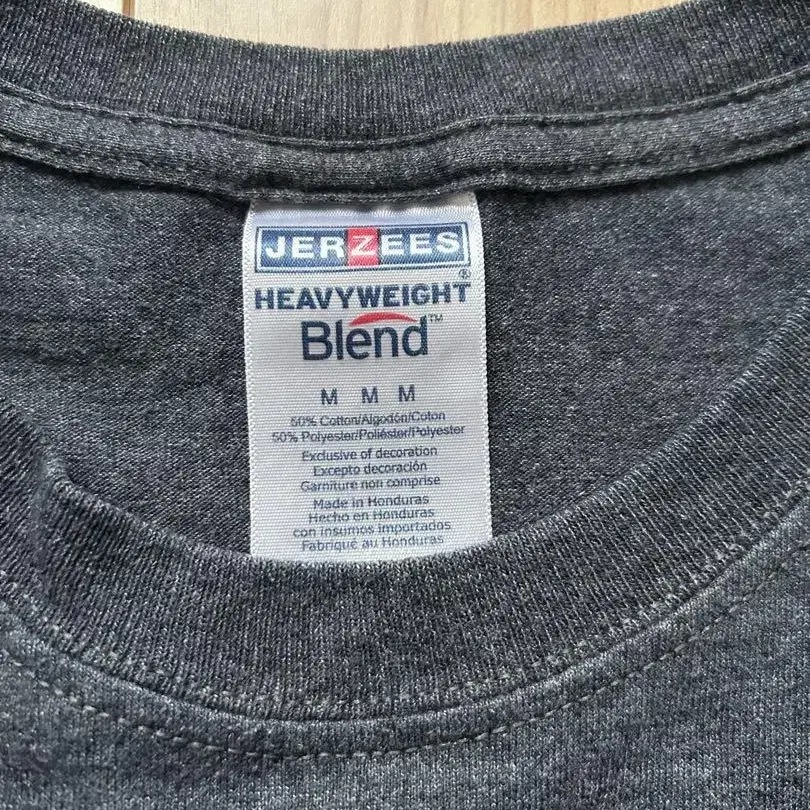 JERZEES
®
HEAVYWEIGHT
Blend™
M M M
50% Cotton/Algodón/Coton
50% Polyester/Poliéster/Polyester
Exclusive of decoration
Excepto decoración
Garniture non comprise
Made in Honduras
Hecho en Honduras
con insumos importados
Fabriqué au Honduras